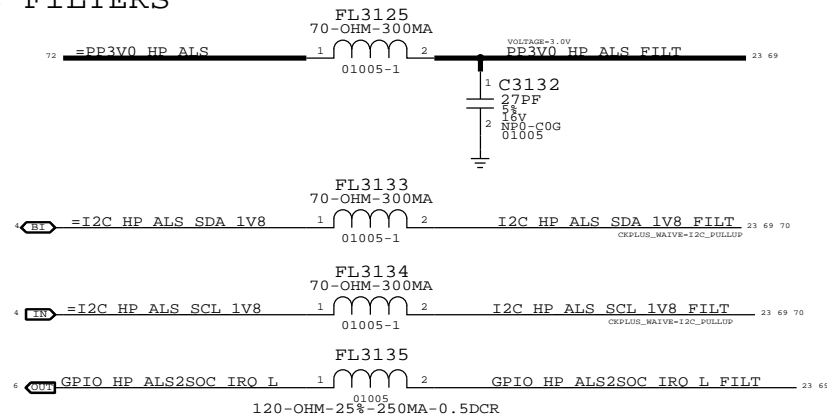 FILTERS
FL3125
70-OHM-300MA
VOLTAGE=3.0V
72 =PP3V0 HP ALS 1 2 PP3V0 HP ALS FILT 23 69
01005-1
1 C3132
27PF
5%
16V
2 NP0-C0G
01005
FL3133
70-OHM-300MA
4 BI =I2C HP ALS SDA 1V8 1 2 I2C HP ALS SDA 1V8 FILT 23 69 70
CKPLUS_WAIVE=I2C_PULLUP
01005-1
FL3134
70-OHM-300MA
4 IN =I2C HP ALS SCL 1V8 1 2 I2C HP ALS SCL 1V8 FILT 23 69 70
CKPLUS_WAIVE=I2C_PULLUP
01005-1
FL3135
6 OUT GPIO HP ALS2SOC IRQ L 1 2 GPIO HP ALS2SOC IRQ L FILT 23 69
01005
120-OHM-25%-250MA-0.5DCR